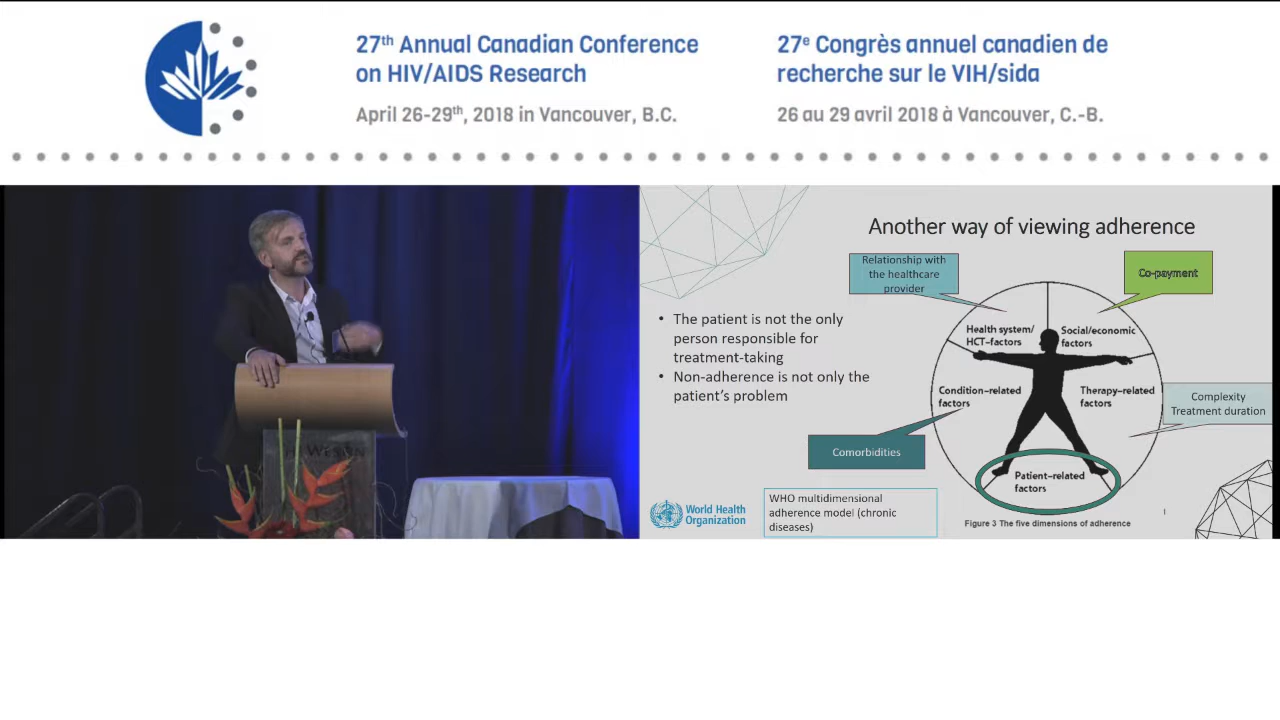 27th Annual Canadian Conference
on HIV/AIDS Research
April 26-29th, 2018 in Vancouver, B.C.
27e Congrès annuel canadien de
recherche sur le VIH/sida
26 au 29 avril 2018 à Vancouver, C.-B.
Another way of viewing adherence
Relationship with
the healthcare
provider
Co-payment
• The patient is not the only
person responsible for
treatment-taking
• Non-adherence is not only the
patient's problem
Health system/
HCT-factors
Social/economic
factors
Condition-related
factors
Therapy-related
factors
Complexity
Treatment duration
Comorbidities
Patient-related
factors
World Health
Organization
WHO multidimensional
adherence model (chronic
diseases)
Figure 3 The five dimensions of adherence
1
WESTIN